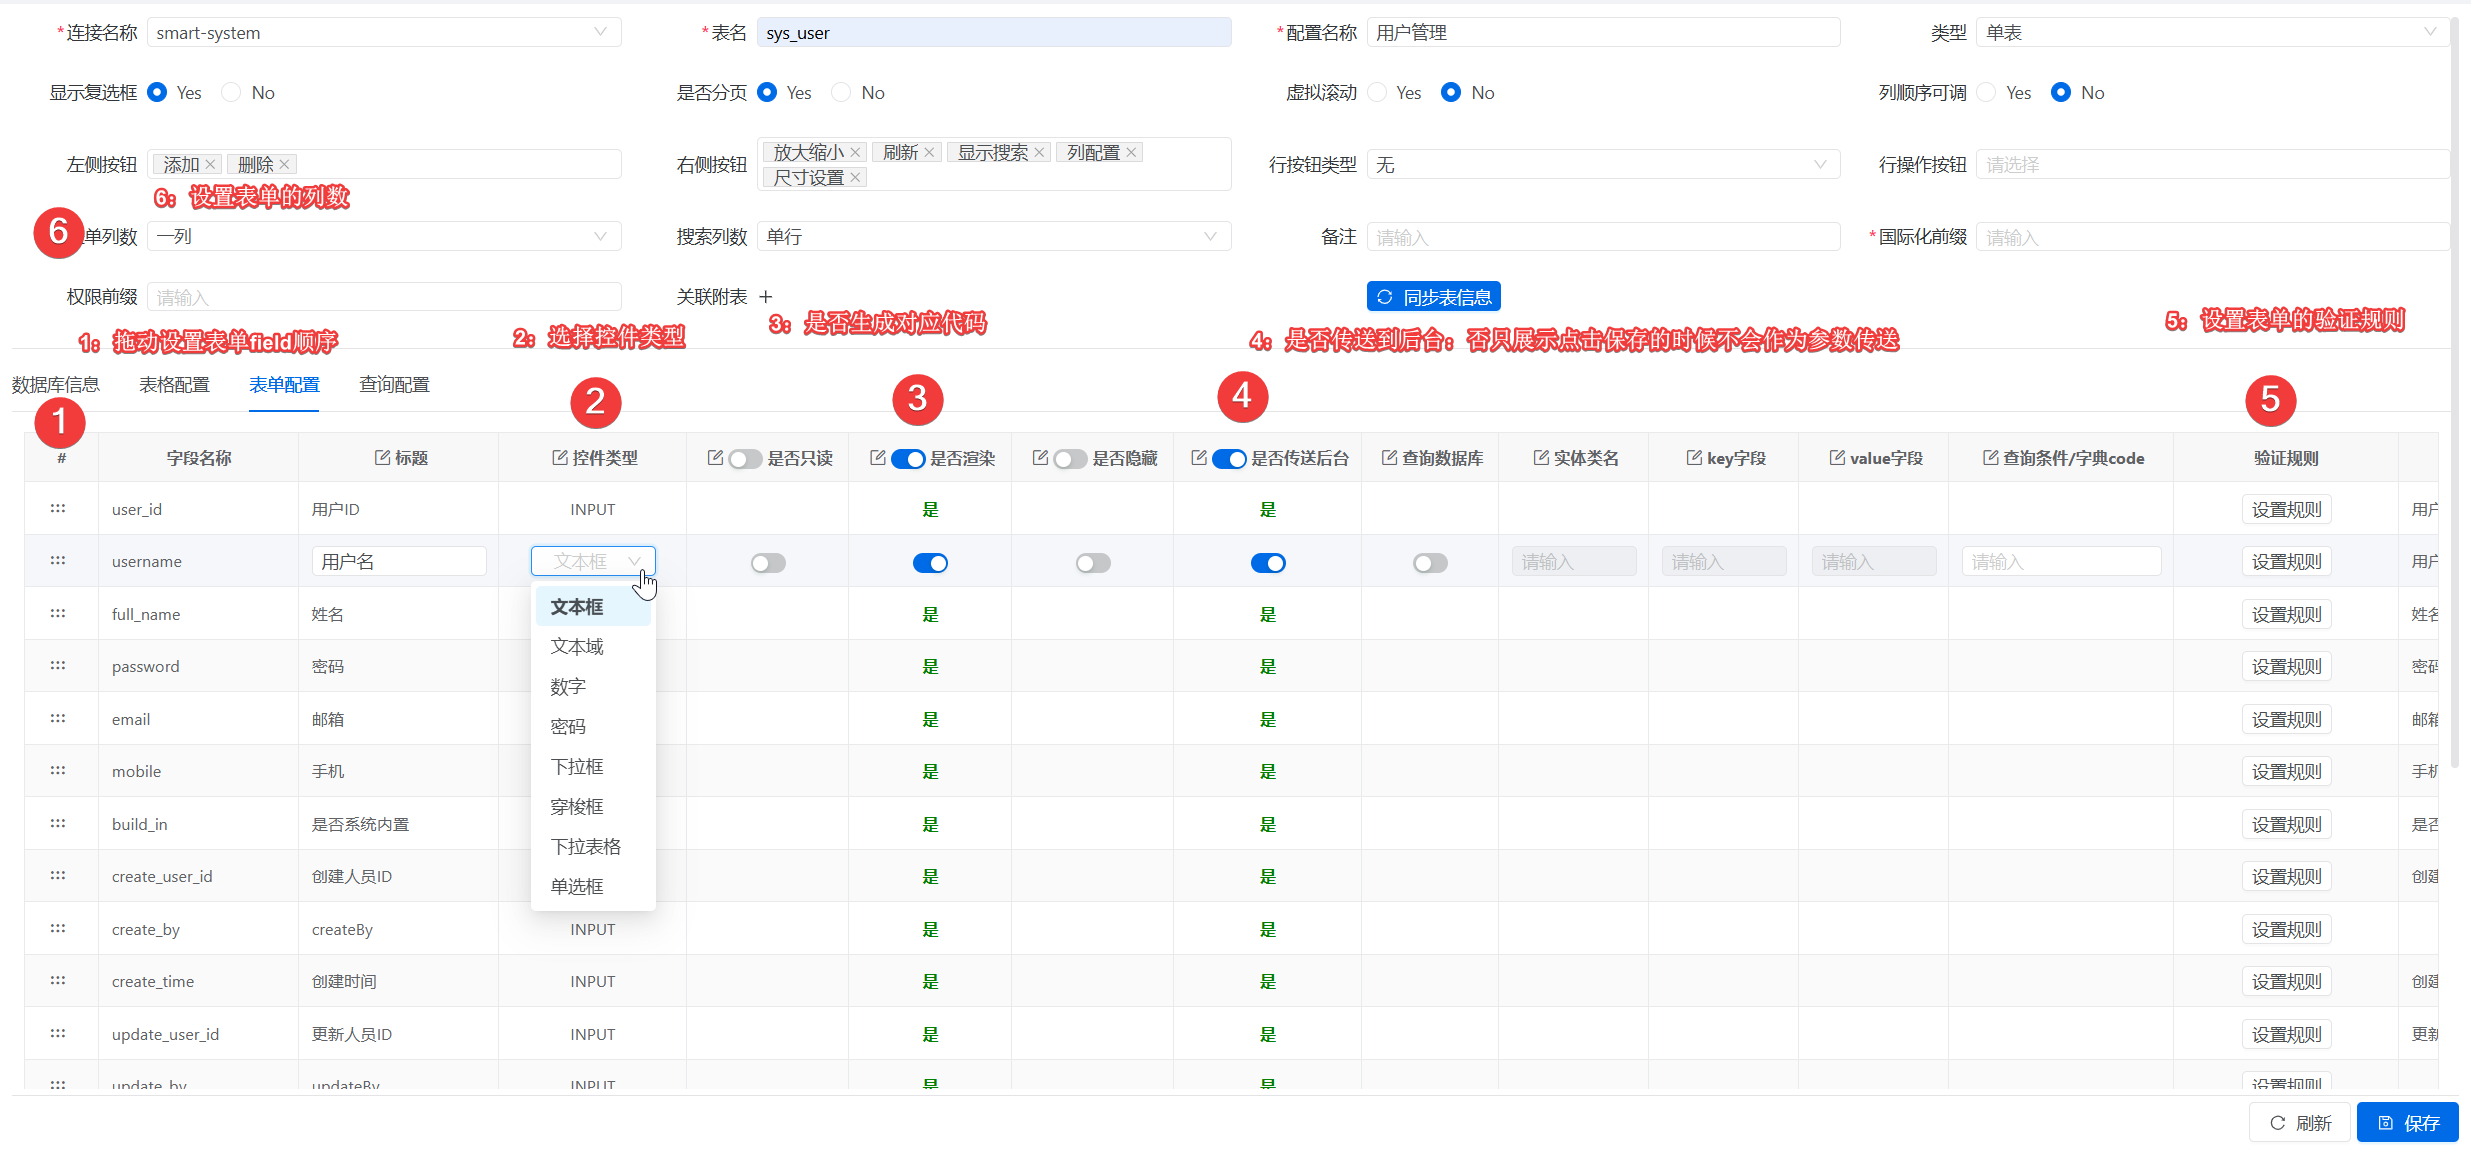 *连接名称 smart-system *表名 sys_user *配置名称 用户管理 类型 单表
显示复选框 Yes No 是否分页 Yes No 虚拟滚动 Yes No 列顺序可调 Yes No
左侧按钮 添加 删除 右侧按钮 放大缩小 刷新 显示搜索 列配置 行按钮类型 无 行操作按钮 请选择
尺寸设置
6: 设置表单的列数
6 单列数 一列 搜索列数 单行 备注 请输入 *国际化前缀 请输入
权限前缀 请输入 关联附表 同步表信息
3: 是否生成对应代码
1: 拖动设置表单field顺序 2: 选择控件类型 4: 是否传送到后台: 否只展示点击保存的时候不会作为参数传送 5: 设置表单的验证规则
数据库信息 表格配置 表单配置 查询配置
1 2 3 4 5
# 字段名称 标题 控件类型 是否只读 是否渲染 是否隐藏 是否传送后台 查询数据库 实体类名 key字段 value字段 查询条件/字典code 验证规则
user_id 用户ID INPUT 是 是 设置规则 用户
username 用户名 文本框 请输入 请输入 请输入 请输入 设置规则 用户
文本框
文本域
数字
密码
下拉框
穿梭框
下拉表格
单选框
full_name 姓名 是 是 设置规则 姓名
password 密码 是 是 设置规则 密码
email 邮箱 是 是 设置规则 邮箱
mobile 手机 是 是 设置规则 手机
build_in 是否系统内置 是 是 设置规则 是否
create_user_id 创建人员ID 是 是 设置规则 创建
create_by createBy INPUT 是 是 设置规则
create_time 创建时间 INPUT 是 是 设置规则 创建
update_user_id 更新人员ID INPUT 是 是 设置规则 更新
update_by updateBy INPUT 是 是 设置规则
刷新 保存